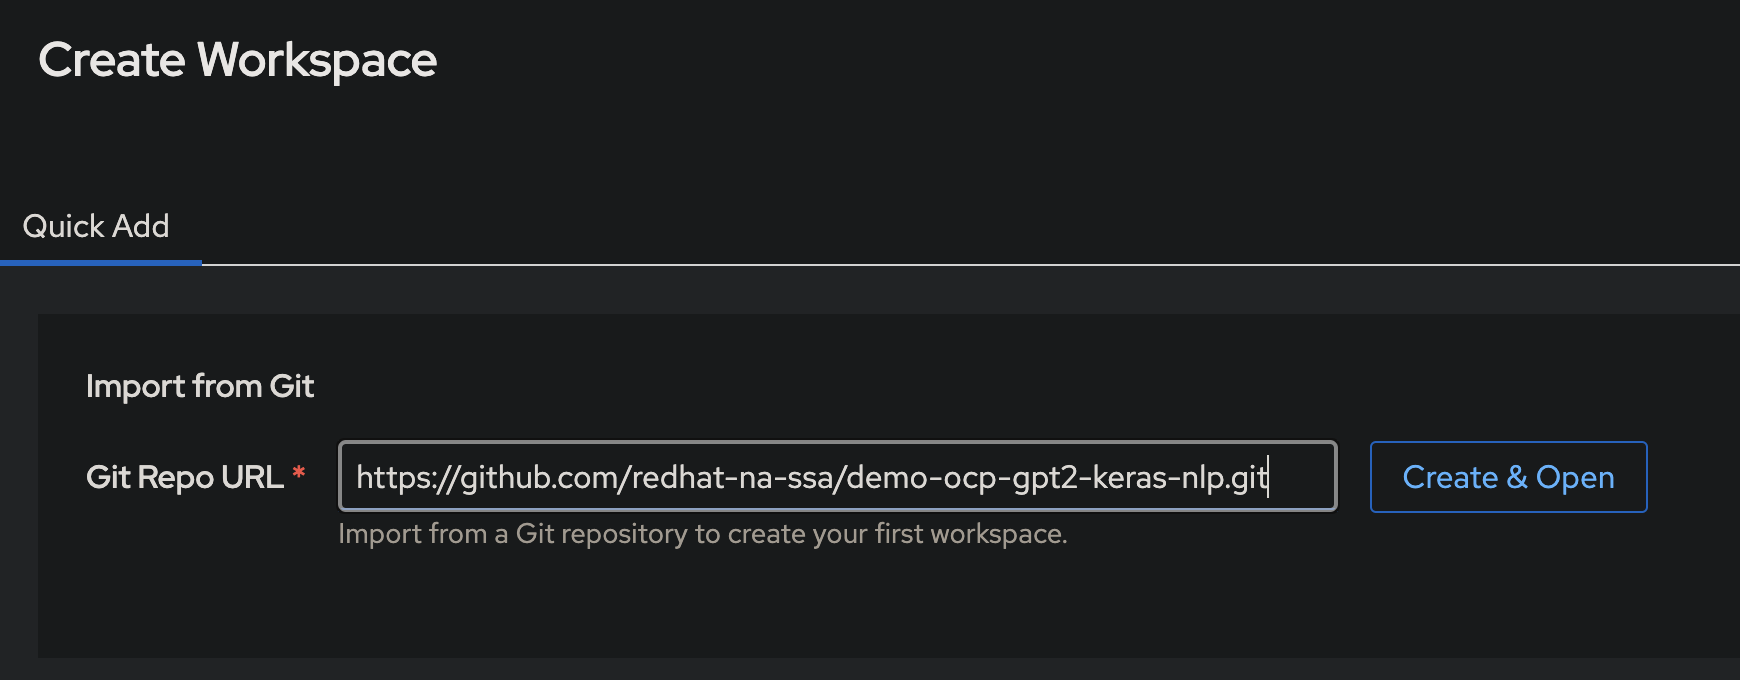 Create Workspace
Quick Add
Import from Git
Git Repo URL * https://github.com/redhat-na-ssa/demo-ocp-gpt2-keras-nlp.git Create & Open
Import from a Git repository to create your first workspace.